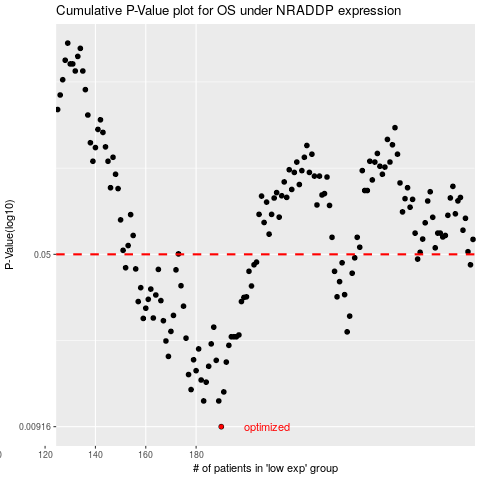 Cumulative P-Value plot for OS under NRADDP expression
P-Value(log10)
0.05
0.00916
optimized
0 120 140 160 180
# of patients in 'low exp' group